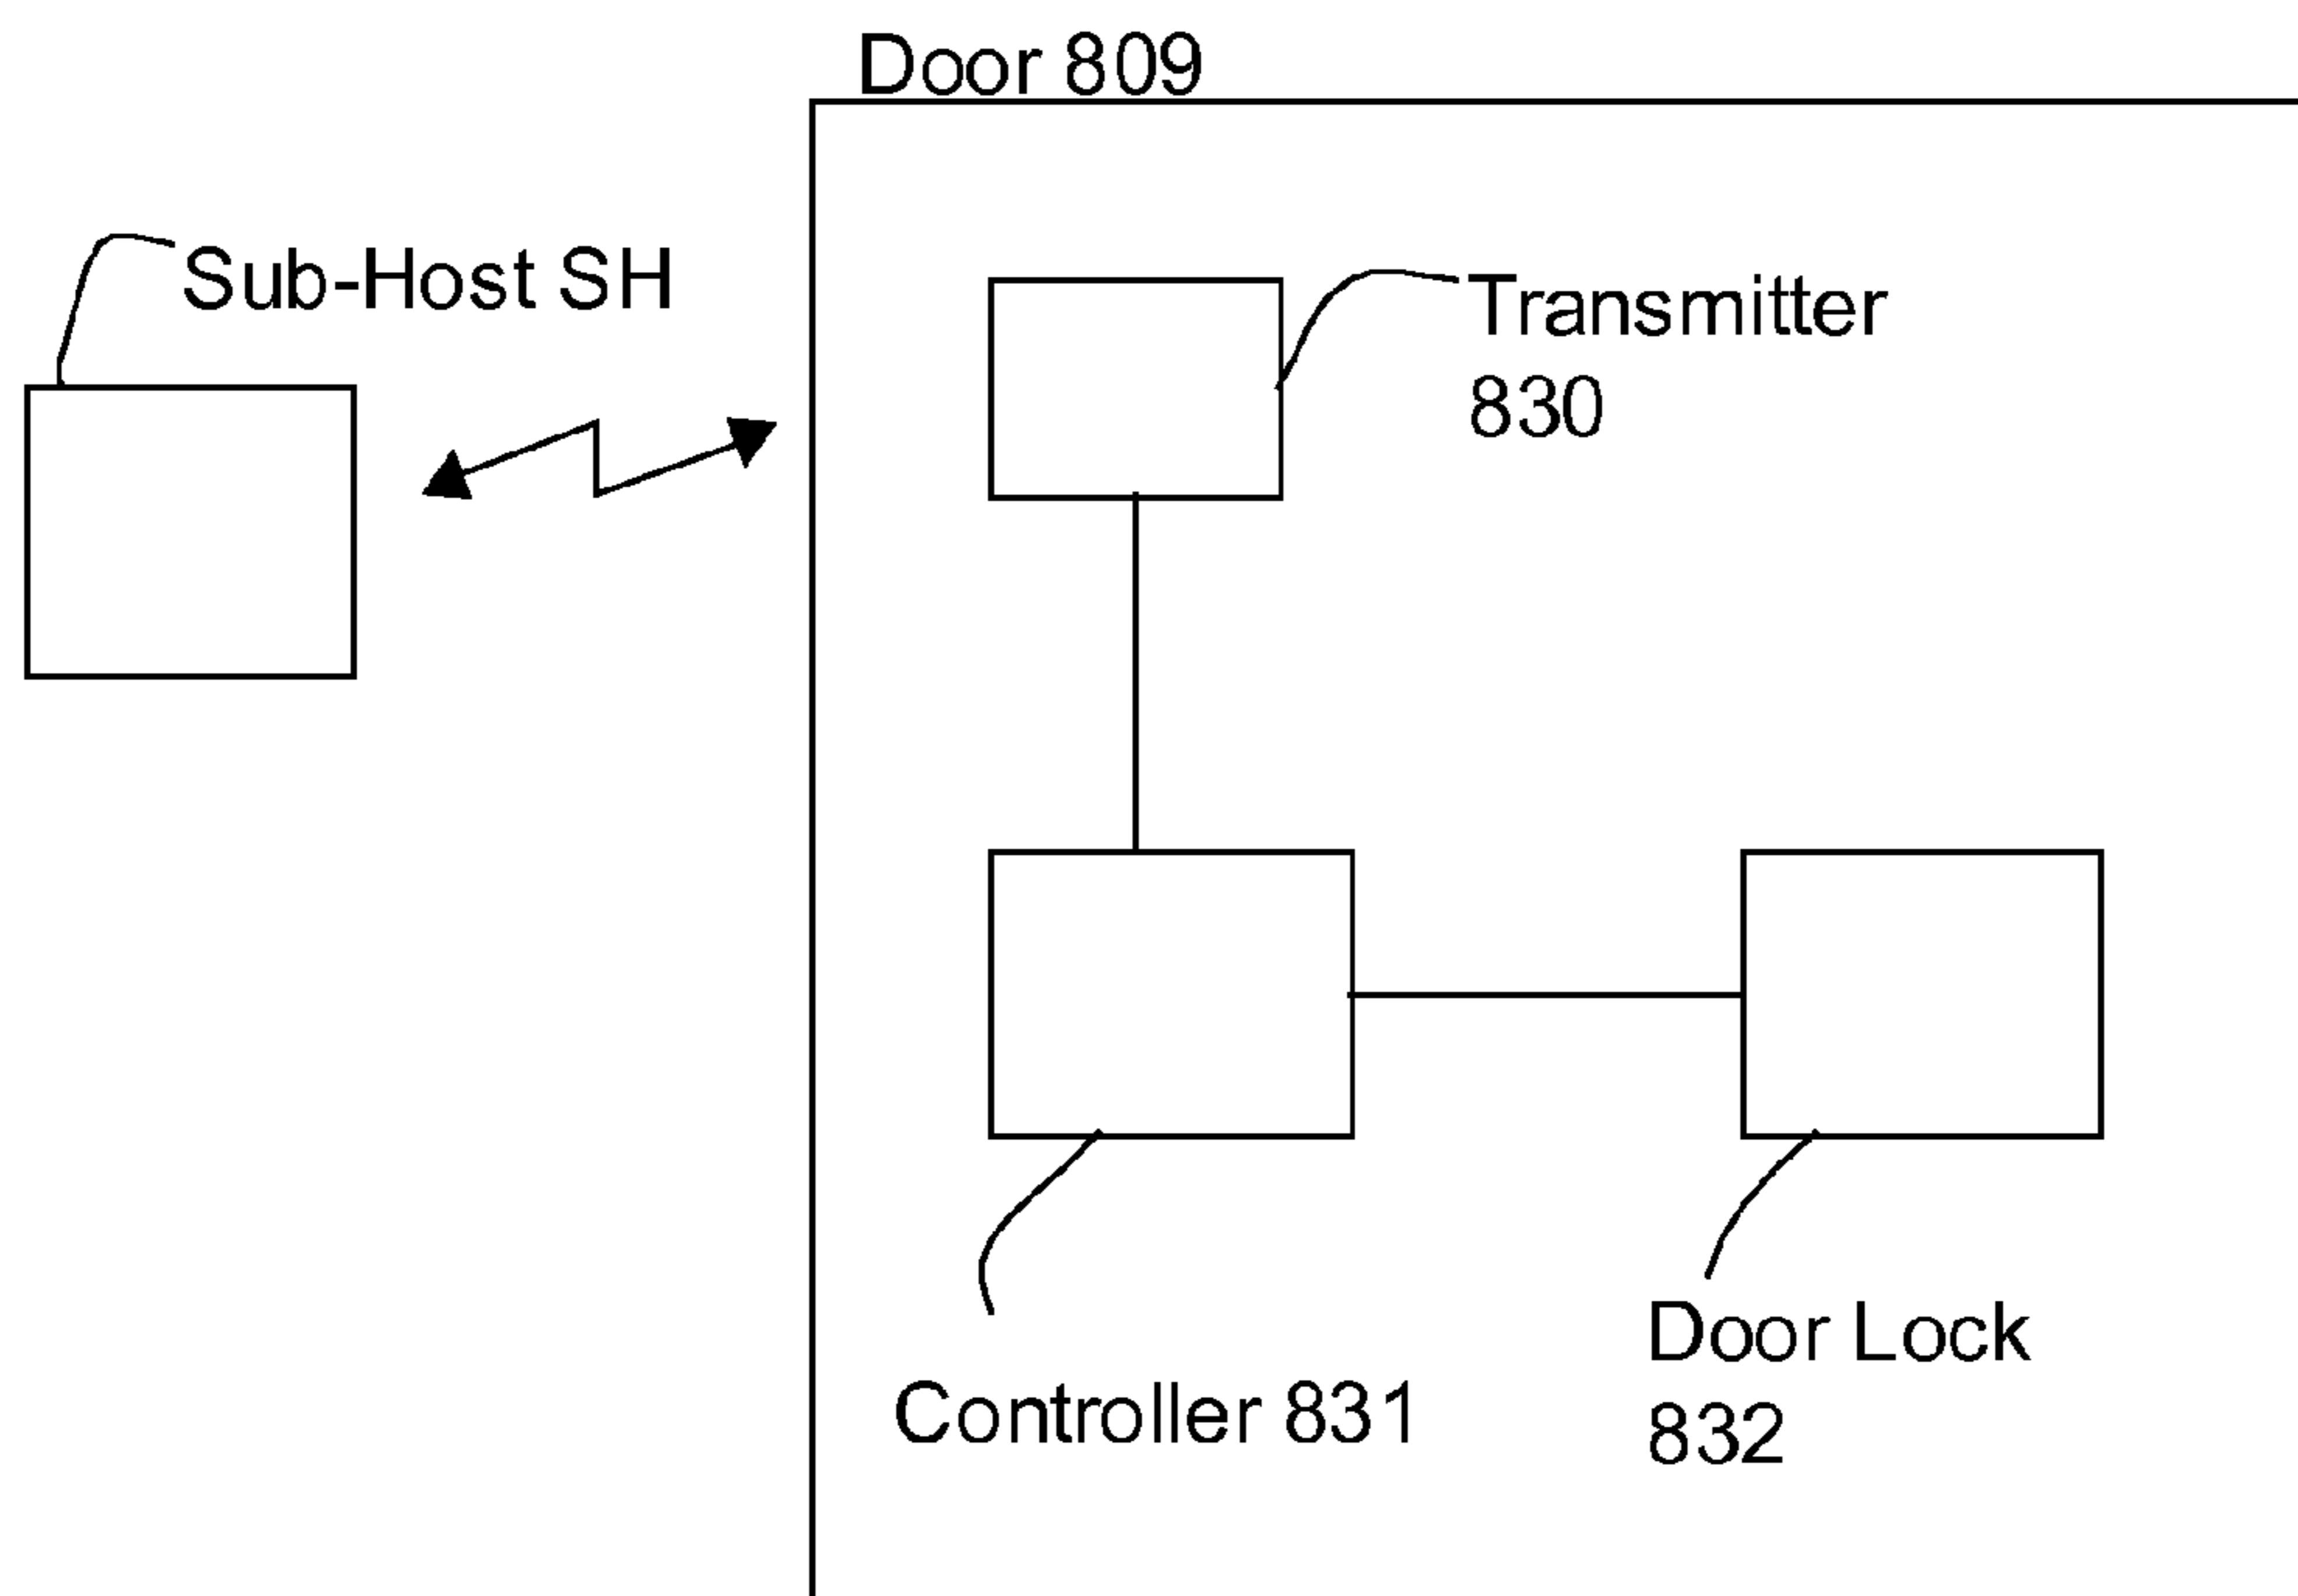 Door 809
Sub-Host SH
Transmitter
830
Controller 831
Door Lock
832